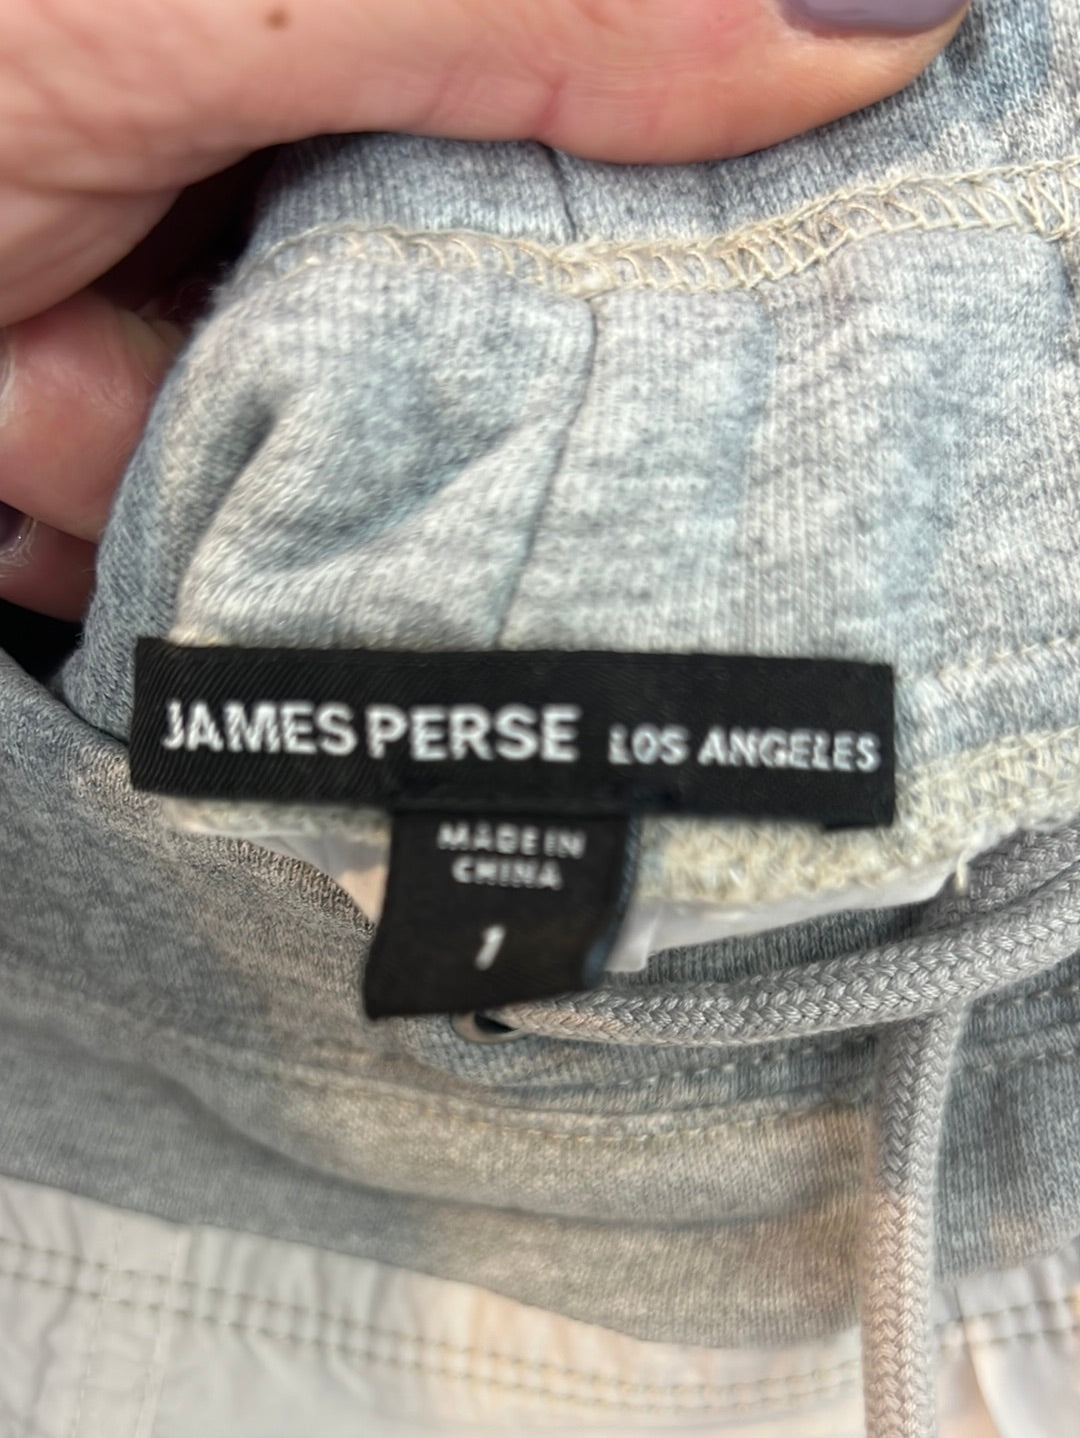 JAMES PERSE LOS ANGELES
MADE IN
CHINA
1